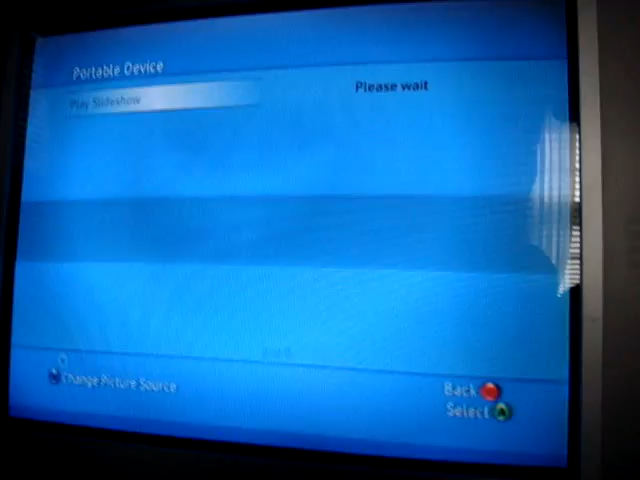 Portable Device
Play Slideshow
Please wait
Change Picture Source
Back
Select